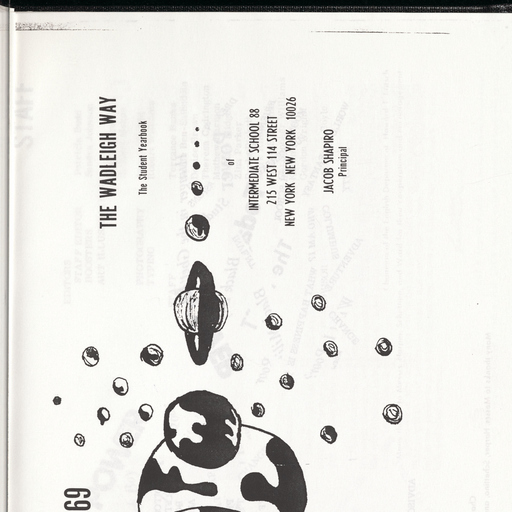 THE WADLEIGH WAY
The Student Yearbook
of
INTERMEDIATE SCHOOL 88
215 WEST 114 STREET
NEW YORK NEW YORK 10026
JACOB SHAPIRO
Principal
69